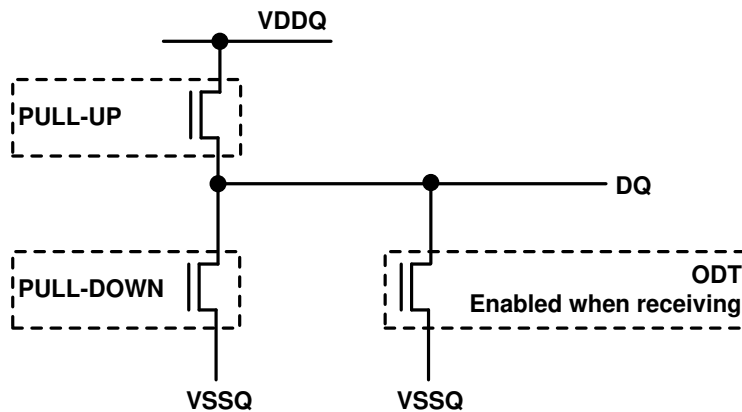 VDDQ
PULL-UP
DQ
PULL-DOWN
ODT
Enabled when receiving
VSSQ
VSSQ